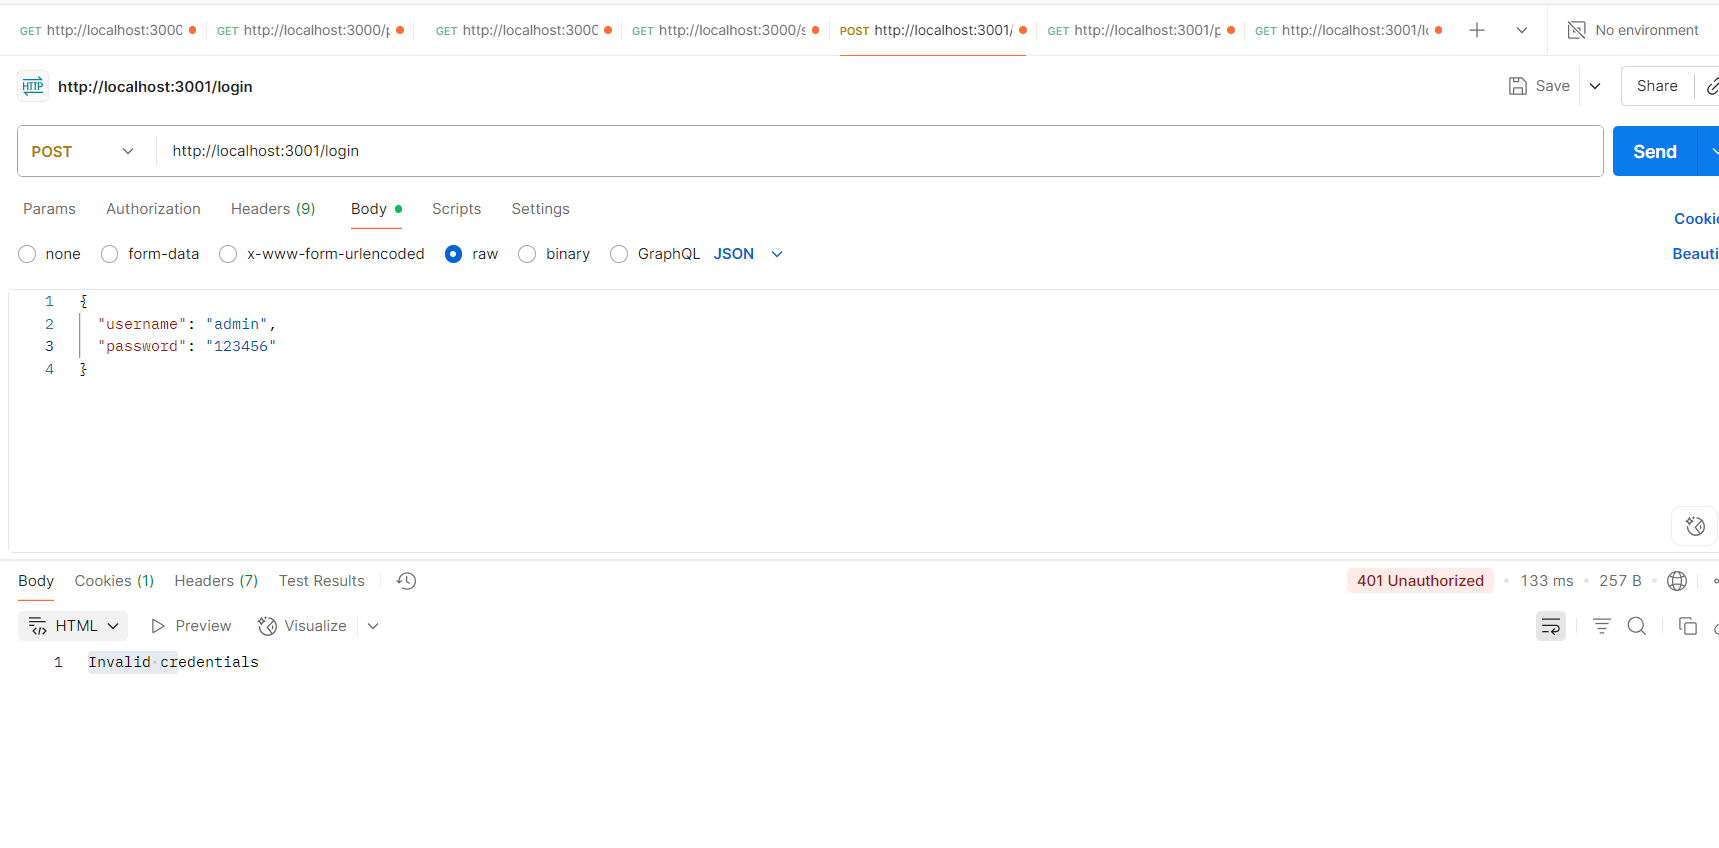 GET http://localhost:3000 GET http://localhost:3000/p GET http://localhost:3000 GET http://localhost:3000/s POST http://localhost:3001/ GET http://localhost:3001/p GET http://localhost:3001/lo No environment
HTTP http://localhost:3001/login Save Share
POST http://localhost:3001/login Send
Params Authorization Headers (9) Body Scripts Settings
Cookie
none form-data x-www-form-urlencoded raw binary GraphQL JSON Beauti
1 {
2 "username": "admin",
3 "password": "123456"
4 }
Body Cookies (1) Headers (7) Test Results 401 Unauthorized 133 ms 257 B
HTML Preview Visualize
1 Invalid credentials